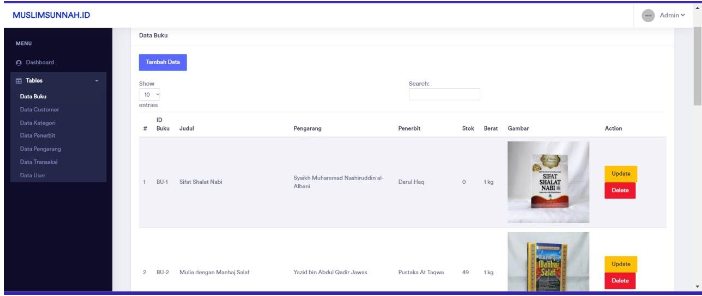 MUSLIMSUNNAH.ID
Admin
MENU
Dashboard
Tables
Data Buku
Data Customer
Data Kategori
Data Penerbit
Data Pengarang
Data Transaksi
Data User
Data Buku
Tambah Data
Show
10
entries
Search:
# ID Buku Judul Pengarang Penerbit Stok Berat Gambar Action
1 BU-1 Sifat Shalat Nabi Syaikh Muhammad Nashiruddin al-Albani Darul Haq 0 1 kg
SIFAT
SHALAT
NABI
Update
Delete
2 BU-2 Mulia dengan Manhaj Salaf Yazid bin Abdul Qadir Jawas Pustaka At Taqwa 49 1 kg
Manhaj
Salaf
Update
Delete